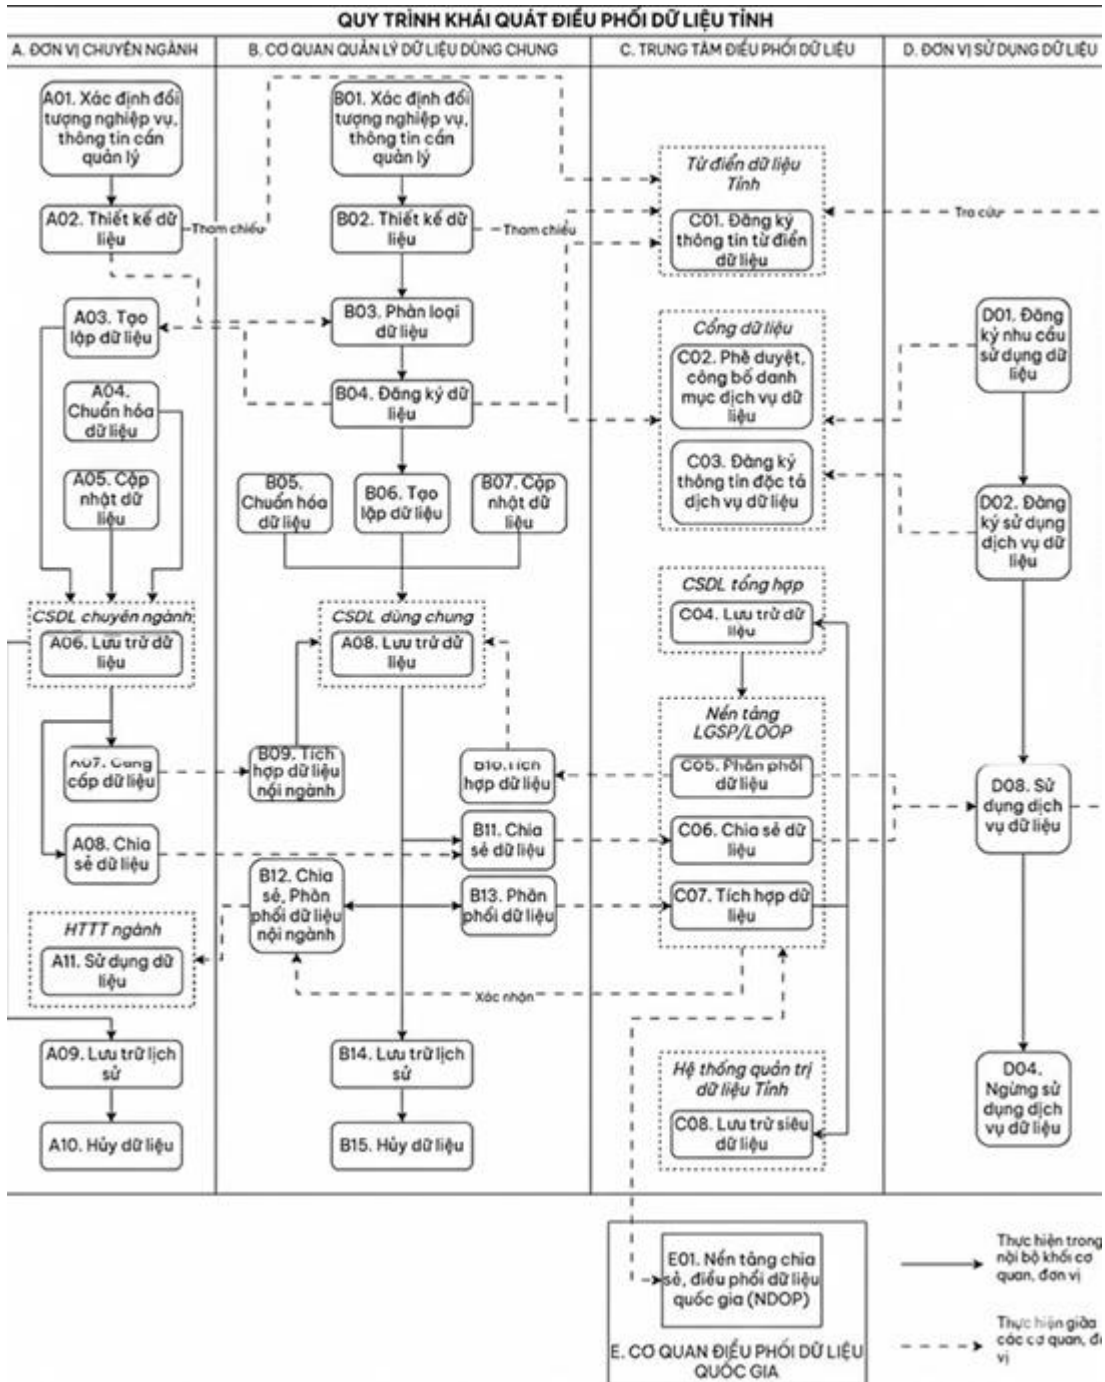 QUY TRÌNH KHÁI QUÁT ĐIỀU PHỐI DỮ LIỆU TỈNH
A. ĐƠN VỊ CHUYÊN NGÀNH
B. CƠ QUAN QUẢN LÝ DỮ LIỆU DÙNG CHUNG
C. TRUNG TÂM ĐIỀU PHỐI DỮ LIỆU
D. ĐƠN VỊ SỬ DỤNG DỮ LIỆU
A01. Xác định đối
tượng nghiệp vụ,
thông tin cần
quản lý
A02. Thiết kế dữ
liệu
Tham chiếu
A03. Tạo
lập dữ liệu
A04.
Chuẩn hóa
dữ liệu
A05. Cập
nhật dữ
liệu
CSDL chuyên ngành
A06. Lưu trữ dữ
liệu
A07. Cung
cấp dữ liệu
A08. Chia
sẻ dữ liệu
HTTT ngành
A11. Sử dụng dữ
liệu
A09. Lưu trữ lịch
sử
A10. Hủy dữ liệu
B01. Xác định đối
tượng nghiệp vụ,
thông tin cần
quản lý
B02. Thiết kế dữ
liệu
Tham chiếu
B03. Phân loại
dữ liệu
B04. Đăng ký dữ
liệu
B05.
Chuẩn hóa
dữ liệu
B06. Tạo
lập dữ liệu
B07. Cập
nhật dữ
liệu
CSDL dùng chung
A08. Lưu trữ dữ
liệu
B09. Tích
hợp dữ liệu
nội ngành
B10. Tích
hợp dữ liệu
B11. Chia
sẻ dữ liệu
B12. Chia
sẻ, Phân
phối dữ liệu
nội ngành
B13. Phân
phối dữ liệu
Xác nhận
B14. Lưu trữ lịch
sử
B15. Hủy dữ liệu
Từ điển dữ liệu
Tỉnh
C01. Đăng ký
thông tin từ điển
dữ liệu
Tra cứu
Cổng dữ liệu
C02. Phê duyệt,
công bố danh
mục dịch vụ dữ
liệu
C03. Đăng ký
thông tin đặc tả
dịch vụ dữ liệu
CSDL tổng hợp
C04. Lưu trữ dữ
liệu
Nền tảng
LGSP/LOOP
C05. Phân phối
dữ liệu
C06. Chia sẻ dữ
liệu
C07. Tích hợp dữ
liệu
Hệ thống quản trị
dữ liệu Tỉnh
C08. Lưu trữ siêu
dữ liệu
D01. Đăng
ký nhu cầu
sử dụng dữ
liệu
D02. Đăng
ký sử dụng
dịch vụ dữ
liệu
D08. Sử
dụng dịch
vụ dữ liệu
D04.
Ngừng sử
dụng dịch
vụ dữ liệu
E01. Nền tảng chia
sẻ, điều phối dữ liệu
quốc gia (NDOP)
E. CƠ QUAN ĐIỀU PHỐI DỮ LIỆU
QUỐC GIA
Thực hiện trong
nội bộ khối cơ
quan, đơn vị
Thực hiện giữa
các cơ quan,
vị